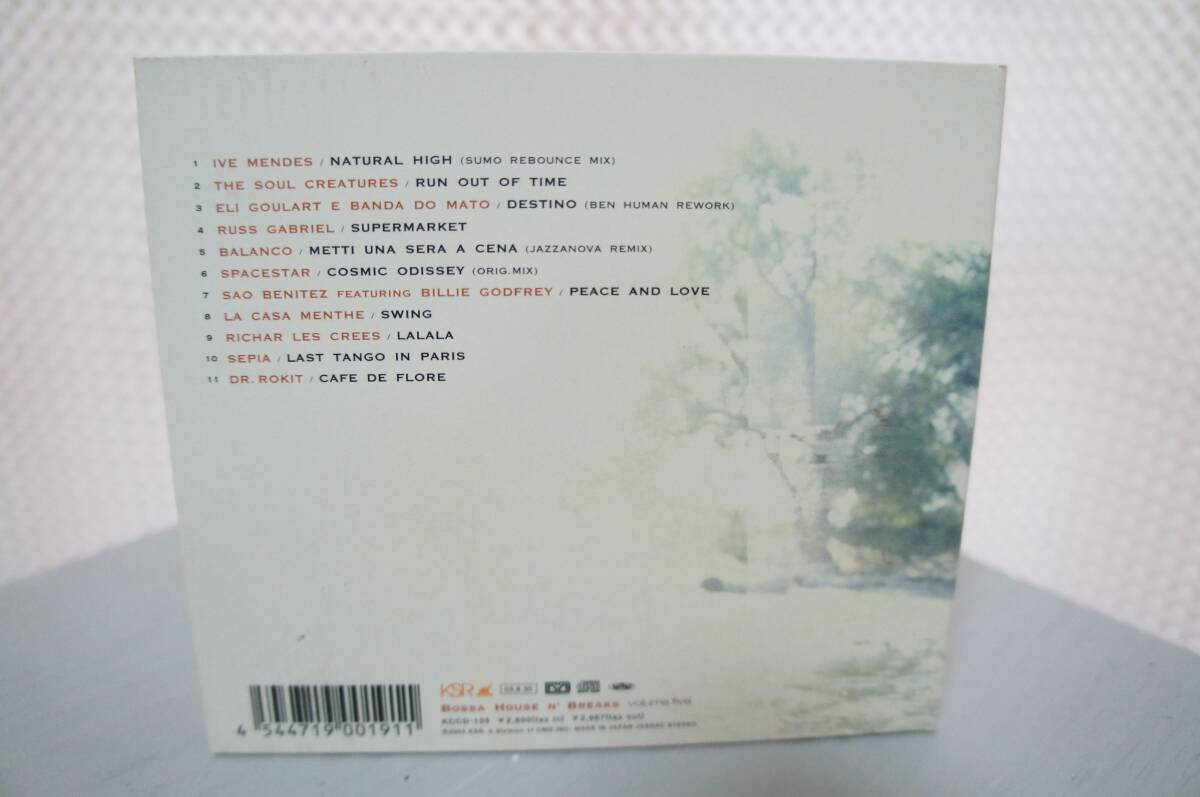 1 IVE MENDES / NATURAL HIGH (SUMO REBOUNCE MIX)
2 THE SOUL CREATURES / RUN OUT OF TIME
3 ELI GOULART E BANDA DO MATO / DESTINO (BEN HUMAN REWORK)
4 RUSS GABRIEL / SUPERMARKET
5 BALANCO / METTI UNA SERA A CENA (JAZZANOVA REMIX)
6 SPACESTAR / COSMIC ODISSEY (ORIG.MIX)
7 SAO BENITEZ FEATURING BILLIE GODFREY / PEACE AND LOVE
8 LA CASA MENTHE / SWING
9 RICHAR LES CREES / LALALA
10 SEPIA / LAST TANGO IN PARIS
11 DR. ROKIT / CAFE DE FLORE
KSR
BOSSA HOUSE N' BREAKS volume five
4 544719 001911